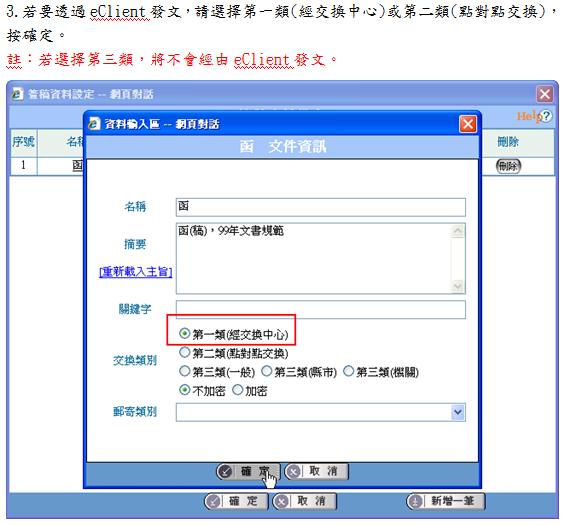 3.若要透過eClient發文，請選擇第一類(經交換中心)或第二類(點對點交換)，
按確定。
註：若選擇第三類，將不會經由eClient發文。
簽稿資料設定 -- 網頁對話
Help?
序號 名稱 刪除
1 函 刪除
資料輸入區 -- 網頁對話
函 文件資訊
名稱 函
摘要 函(稿)，99年文書規範
[重新載入主旨]
關鍵字
第一類(經交換中心)
交換類別 第二類(點對點交換)
第三類(一般) 第三類(縣市) 第三類(機關)
不加密 加密
郵寄類別
確定 取消
確定 取消 新增一筆